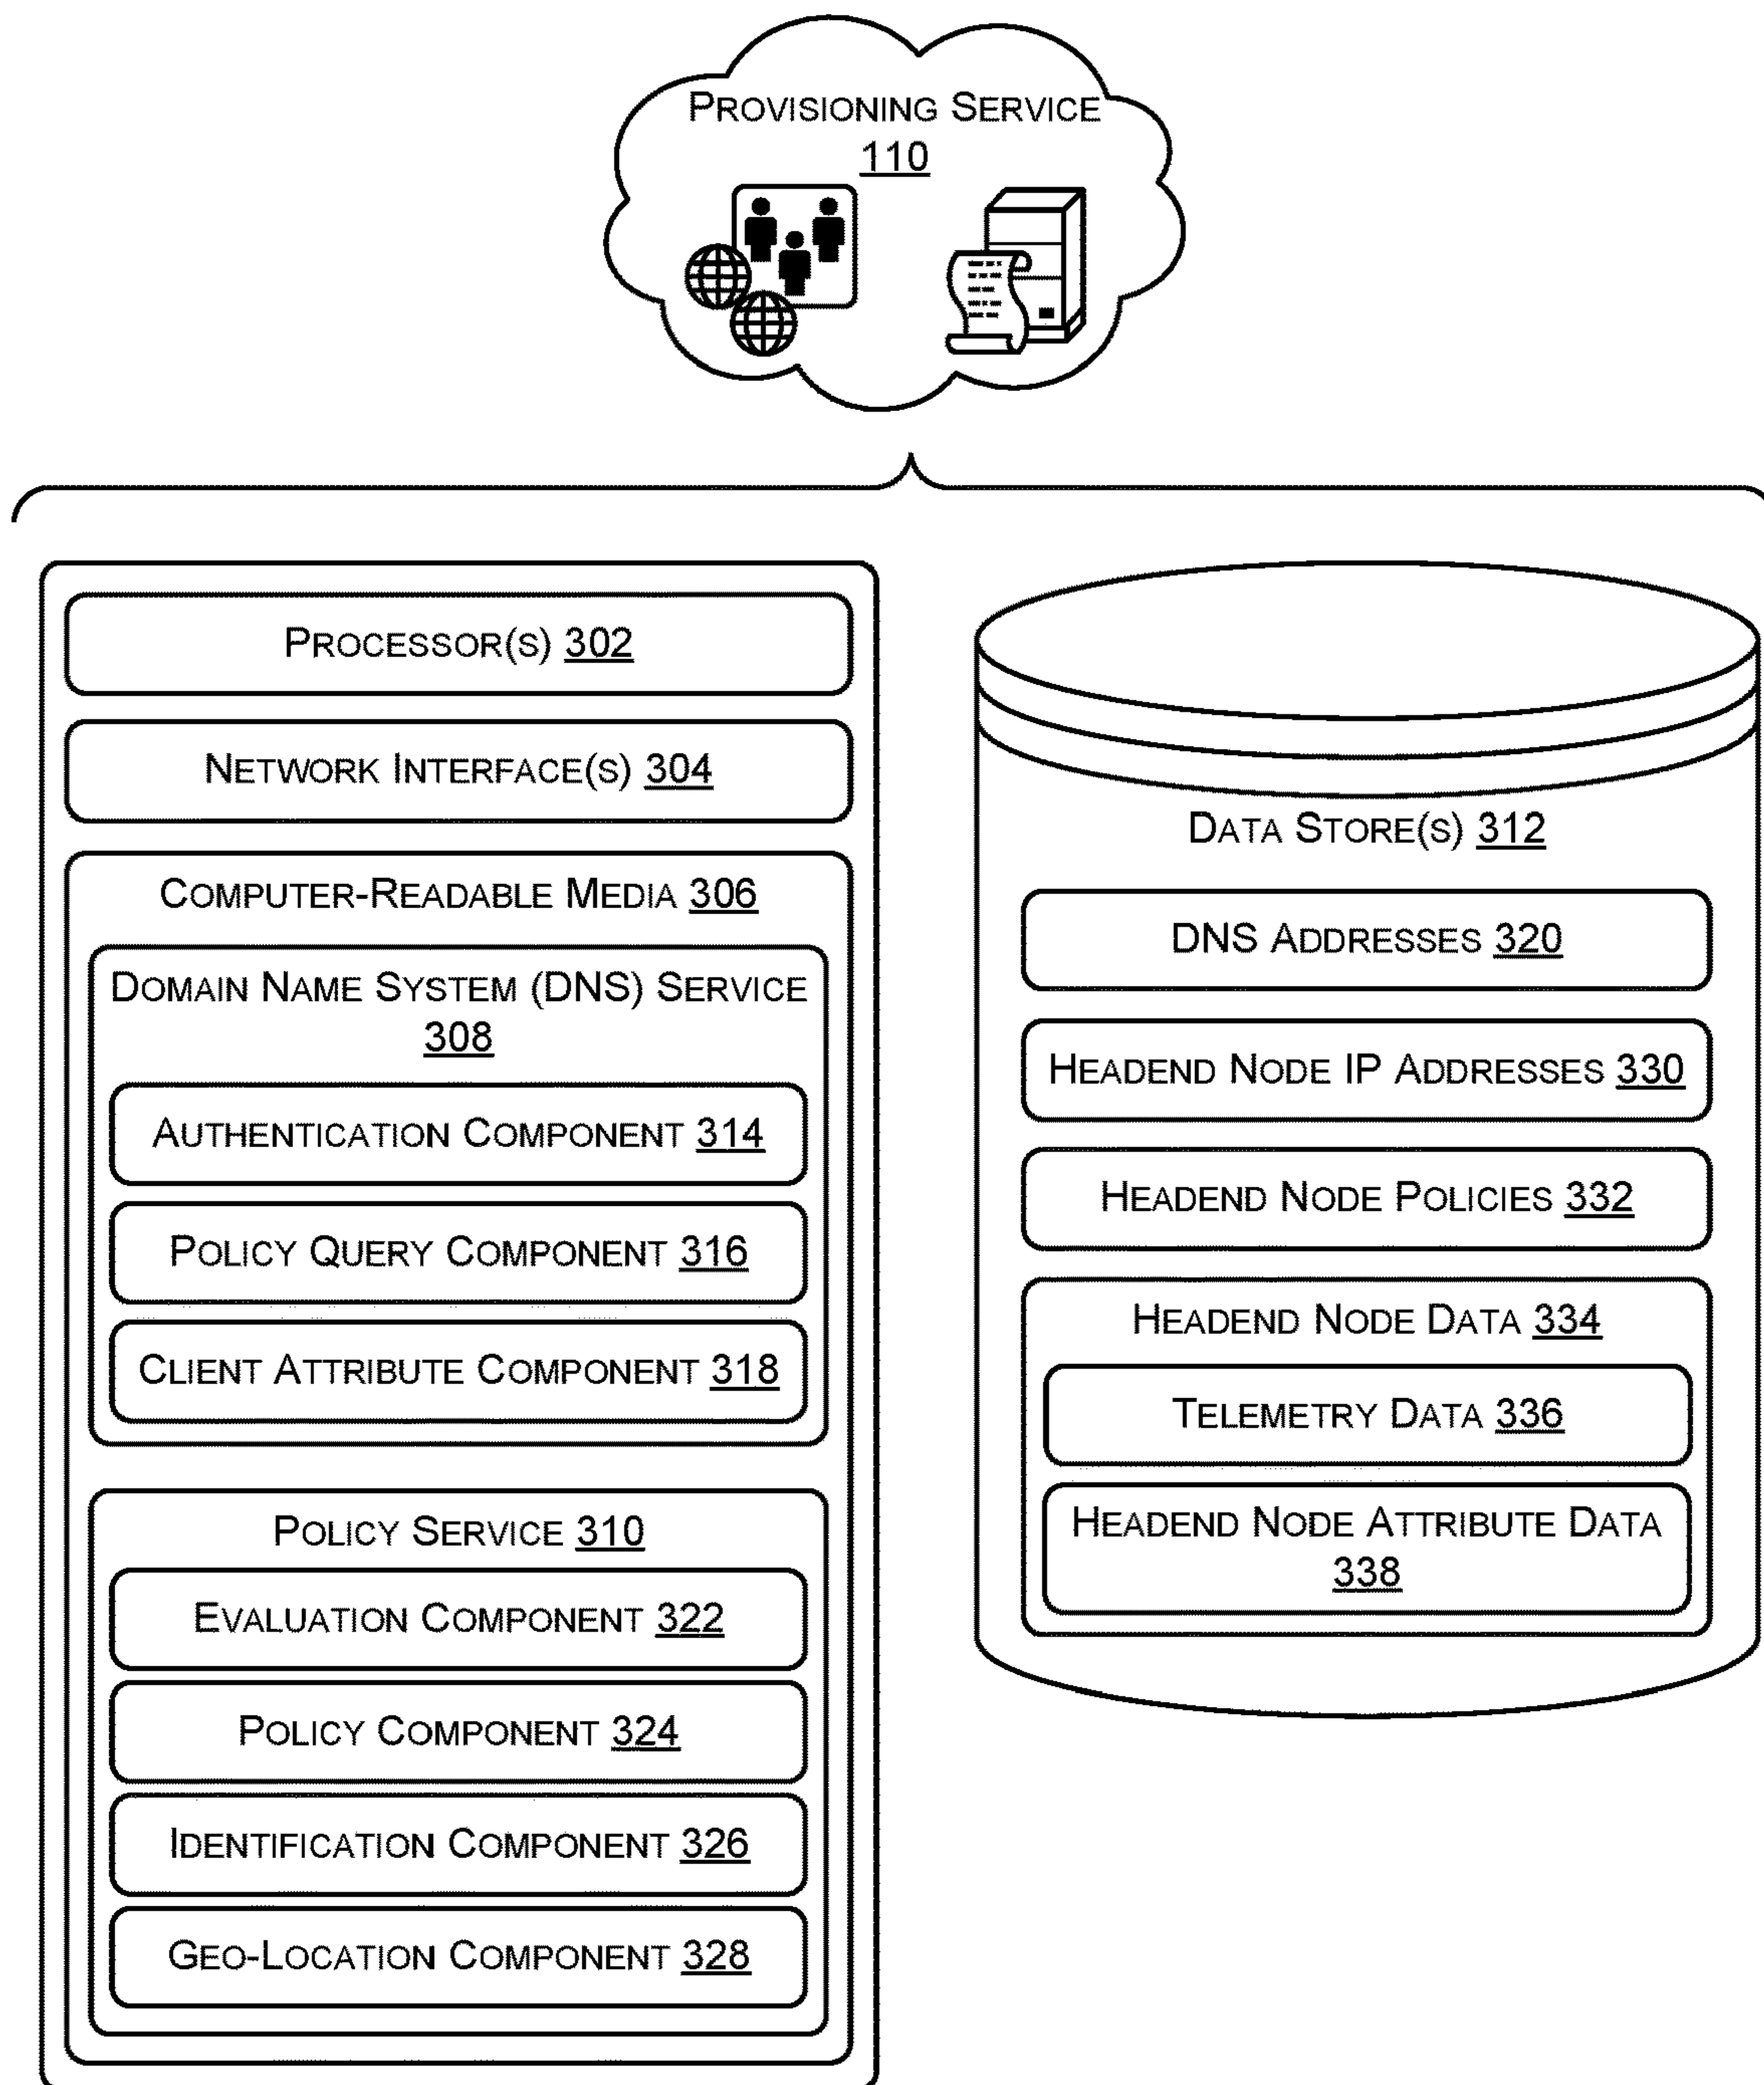 PROVISIONING SERVICE
110
PROCESSOR(S) 302
NETWORK INTERFACE(S) 304
COMPUTER-READABLE MEDIA 306
DOMAIN NAME SYSTEM (DNS) SERVICE
308
AUTHENTICATION COMPONENT 314
POLICY QUERY COMPONENT 316
CLIENT ATTRIBUTE COMPONENT 318
POLICY SERVICE 310
EVALUATION COMPONENT 322
POLICY COMPONENT 324
IDENTIFICATION COMPONENT 326
GEO-LOCATION COMPONENT 328
DATA STORE(S) 312
DNS ADDRESSES 320
HEADEND NODE IP ADDRESSES 330
HEADEND NODE POLICIES 332
HEADEND NODE DATA 334
TELEMETRY DATA 336
HEADEND NODE ATTRIBUTE DATA
338